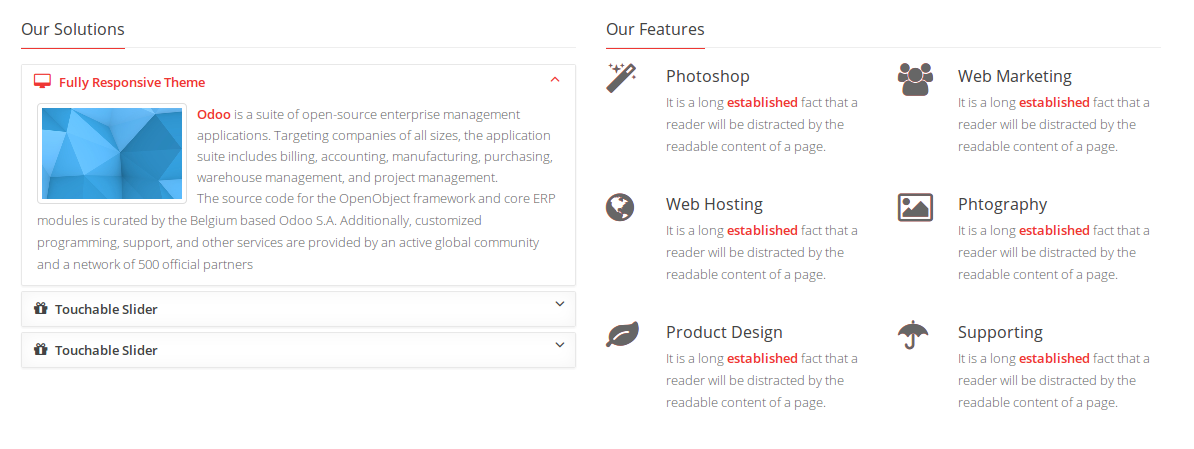 Our Solutions
Fully Responsive Theme
Odoo is a suite of open-source enterprise management
applications. Targeting companies of all sizes, the application
suite includes billing, accounting, manufacturing, purchasing,
warehouse management, and project management.
The source code for the OpenObject framework and core ERP
modules is curated by the Belgium based Odoo S.A. Additionally, customized
programming, support, and other services are provided by an active global community
and a network of 500 official partners
Touchable Slider
Touchable Slider
Our Features
Photoshop
It is a long established fact that a
reader will be distracted by the
readable content of a page.
Web Marketing
It is a long established fact that a
reader will be distracted by the
readable content of a page.
Web Hosting
It is a long established fact that a
reader will be distracted by the
readable content of a page.
Phtography
It is a long established fact that a
reader will be distracted by the
readable content of a page.
Product Design
It is a long established fact that a
reader will be distracted by the
readable content of a page.
Supporting
It is a long established fact that a
reader will be distracted by the
readable content of a page.